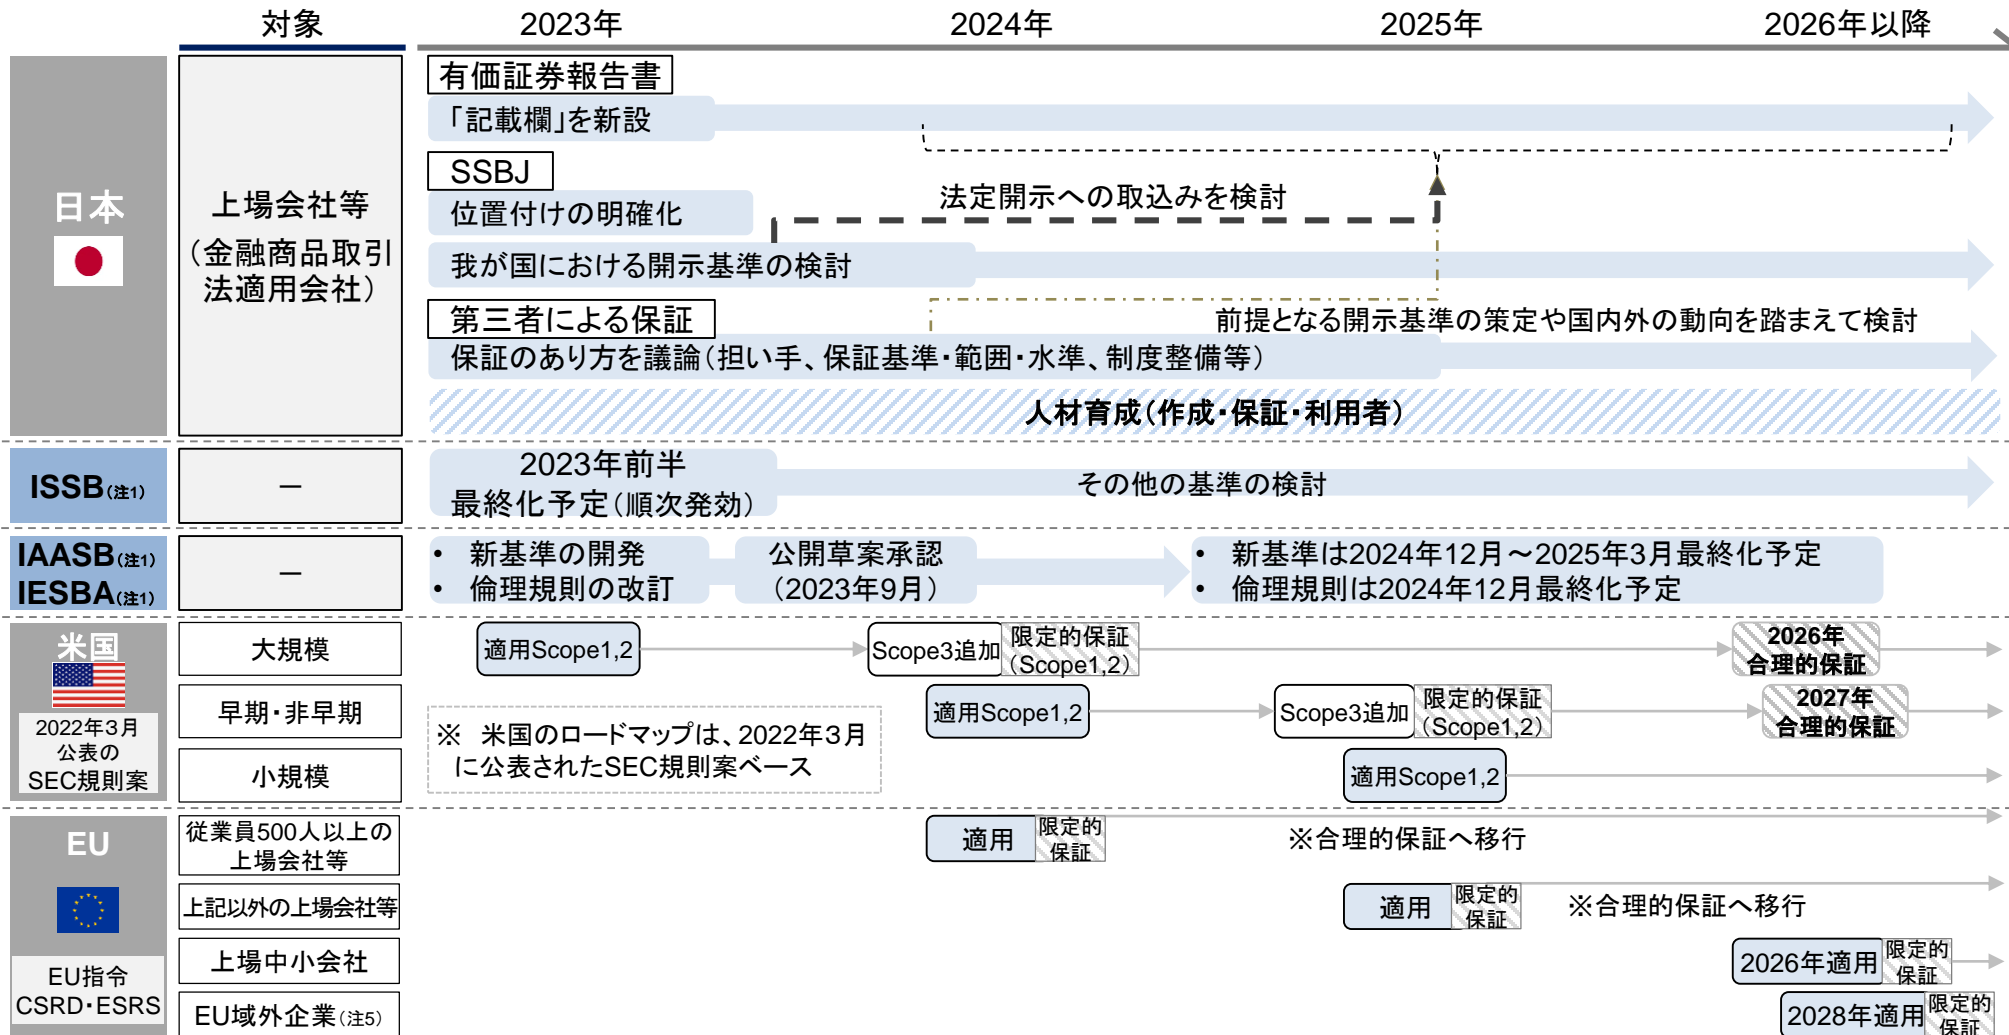 対象
2023年
2024年
2025年
2026年以降
日本
上場会社等
（金融商品取引
法適用会社）
有価証券報告書
「記載欄」を新設
SSBJ
位置付けの明確化
法定開示への取込みを検討
我が国における開示基準の検討
第三者による保証
前提となる開示基準の策定や国内外の動向を踏まえて検討
保証のあり方を議論（担い手、保証基準・範囲・水準、制度整備等）
人材育成（作成・保証・利用者）
ISSB（注1）
－
2023年前半
最終化予定（順次発効）
その他の基準の検討
IAASB（注1）
IESBA（注1）
－
• 新基準の開発
• 倫理規則の改訂
公開草案承認
（2023年9月）
• 新基準は2024年12月～2025年3月最終化予定
• 倫理規則は2024年12月最終化予定
米国
2022年3月
公表の
SEC規則案
大規模
適用Scope1,2
Scope3追加
限定的保証
（Scope1,2）
2026年
合理的保証
早期・非早期
適用Scope1,2
Scope3追加
限定的保証
（Scope1,2）
2027年
合理的保証
※ 米国のロードマップは、2022年3月
に公表されたSEC規則案ベース
小規模
適用Scope1,2
EU
EU指令
CSRD・ESRS
従業員500人以上の
上場会社等
適用
限定的
保証
※合理的保証へ移行
上記以外の上場会社等
適用
限定的
保証
※合理的保証へ移行
上場中小会社
2026年適用
限定的
保証
EU域外企業（注5）
2028年適用
限定的
保証